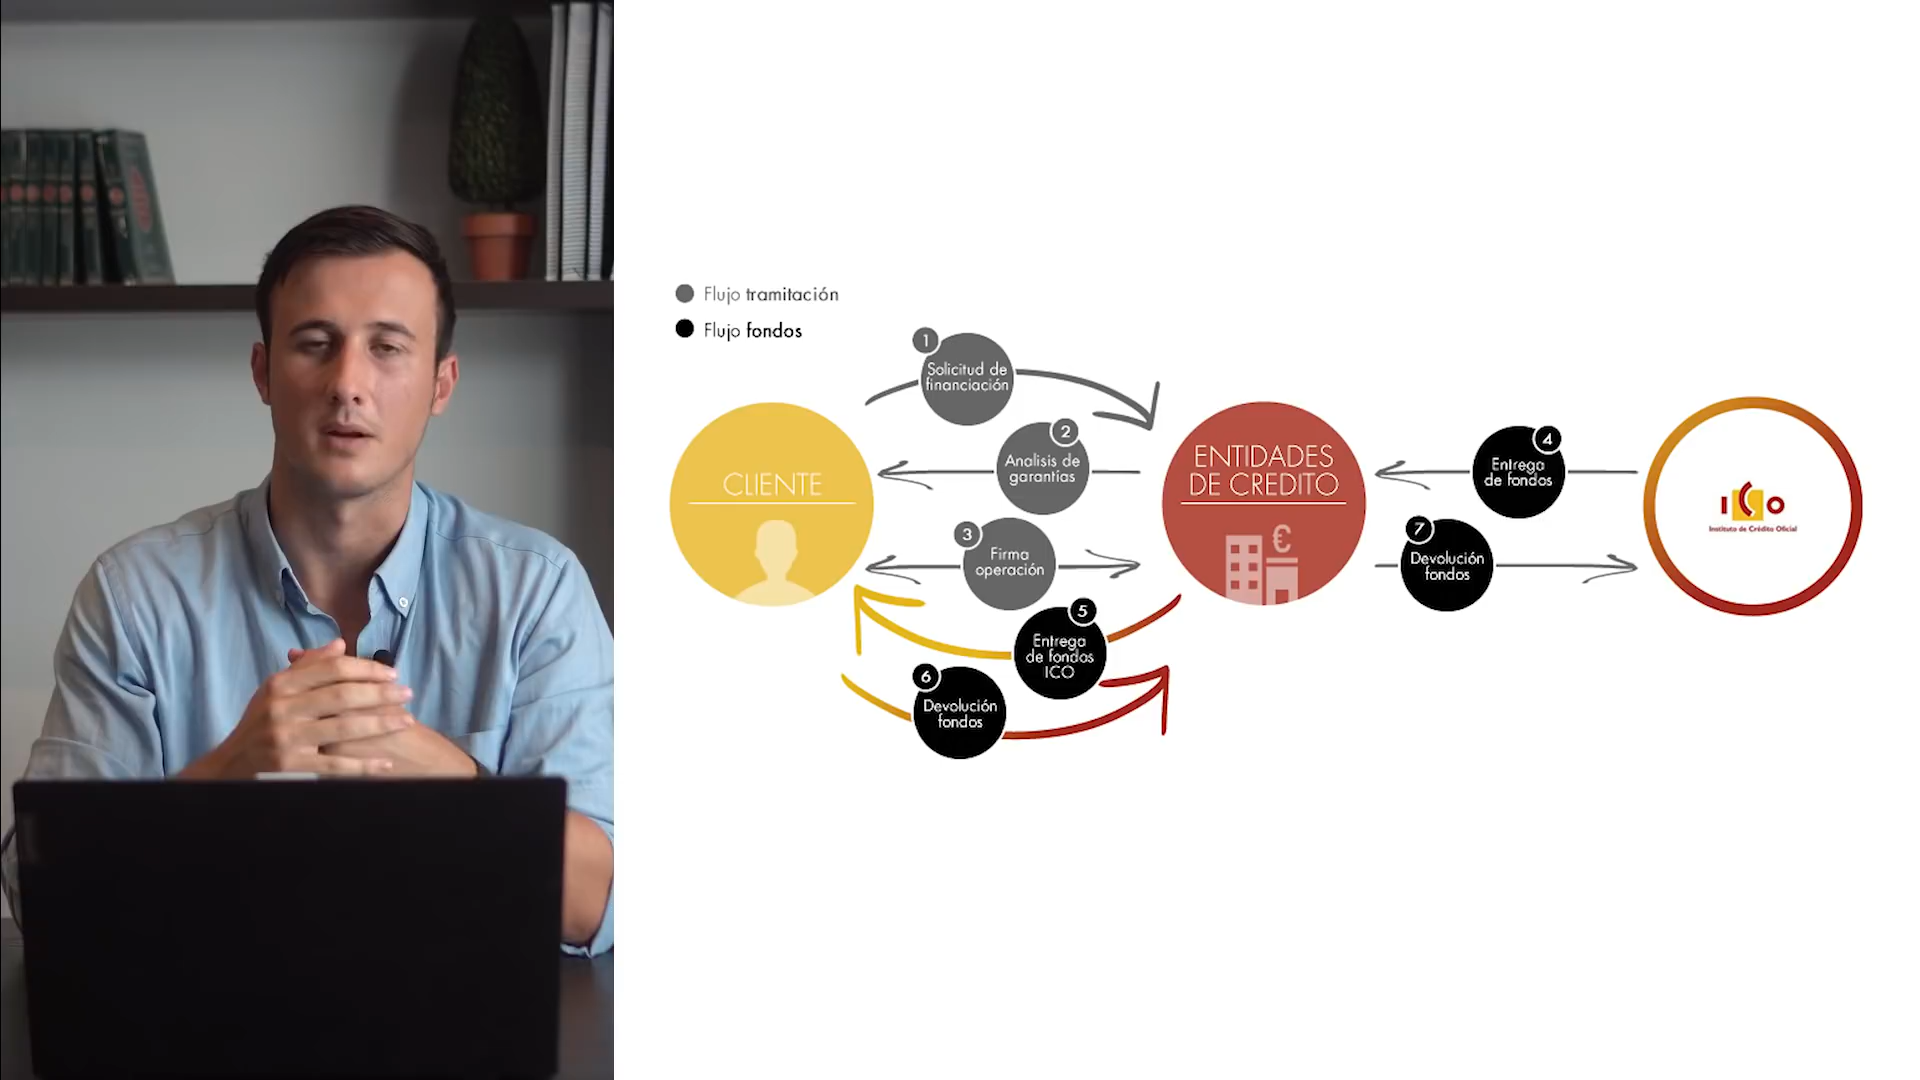 Flujo tramitación
Flujo fondos
1
Solicitud de
financiación
2
Analisis de
garantías
3
Firma
operación
CLIENTE
ENTIDADES
DE CREDITO
€
4
Entrega
de fondos
7
Devolución
fondos
ICO
Instituto de Crédito Oficial
5
Entrega
de fondos
ICO
6
Devolución
fondos